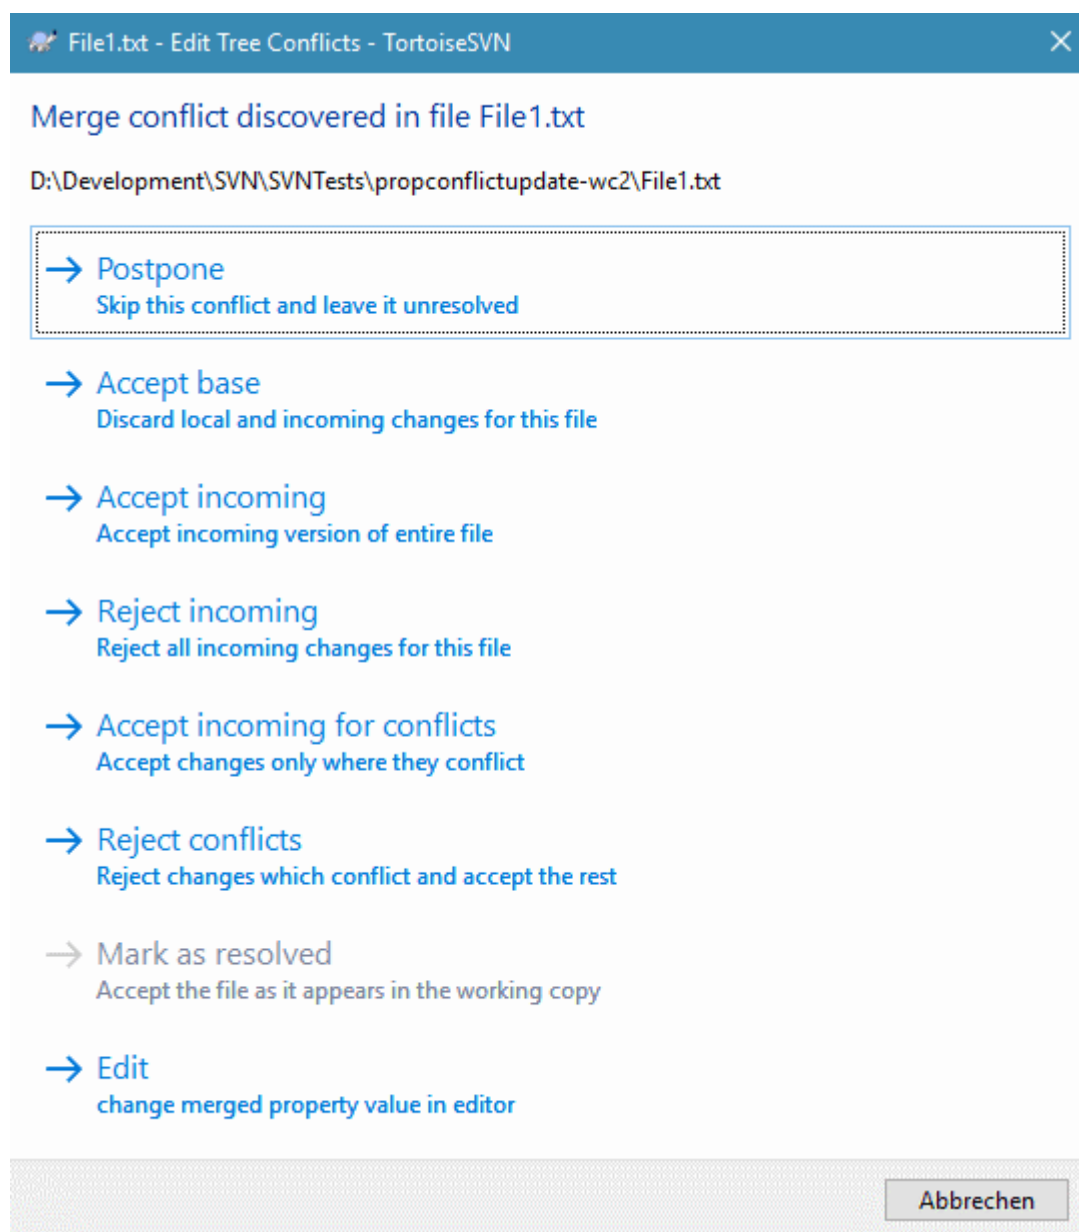 File1.txt - Edit Tree Conflicts - TortoiseSVN
Merge conflict discovered in file File1.txt
D:\Development\SVN\SVNTests\propconflictupdate-wc2\File1.txt
Postpone
Skip this conflict and leave it unresolved
Accept base
Discard local and incoming changes for this file
Accept incoming
Accept incoming version of entire file
Reject incoming
Reject all incoming changes for this file
Accept incoming for conflicts
Accept changes only where they conflict
Reject conflicts
Reject changes which conflict and accept the rest
Mark as resolved
Accept the file as it appears in the working copy
Edit
change merged property value in editor
Abbrechen